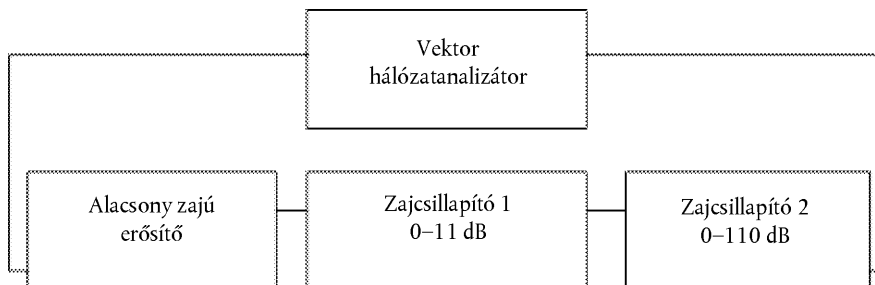 Vektor
hálózatanalizátor
Alacsony zajú
erősítő
Zajcsillapító 1
0–11 dB
Zajcsillapító 2
0–110 dB